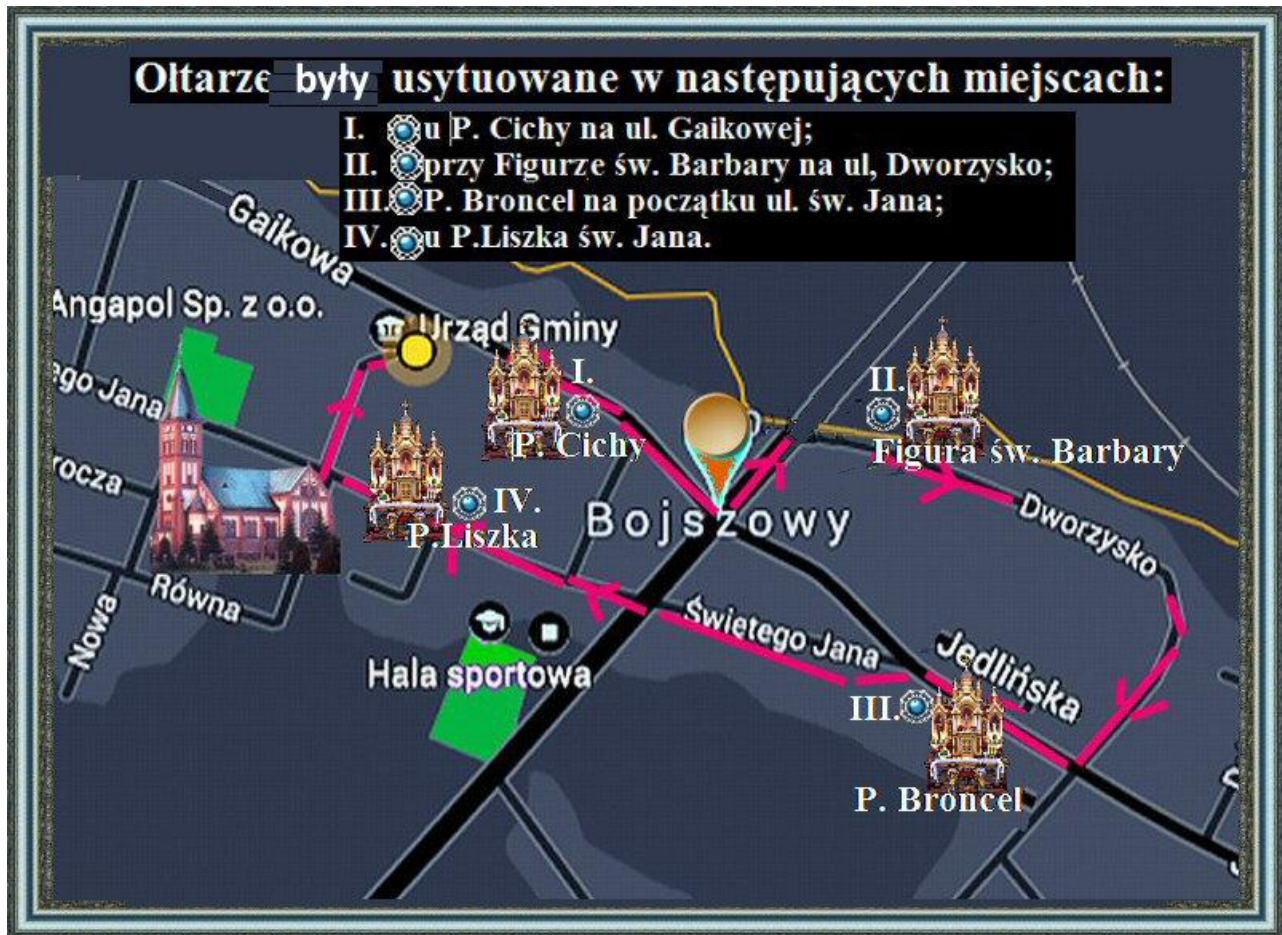 Ołtarze były usytuowane w następujących miejscach:
I. u P. Cichy na ul. Gaikowej;
II. przy Figurze św. Barbary na ul, Dworzysko;
III. P. Broncel na początku ul. św. Jana;
IV. u P.Liszka św. Jana.
Gaikowa
Angapol Sp. z o.o.
Urząd Gminy
I.
P. Cichy
II.
Figura św. Barbary
ego Jana
rocza
IV.
P.Liszka
Bojszowy
Dworzysko
Równa
Nowa
Świętego Jana
Jedlińska
Hala sportowa
III.
P. Broncel